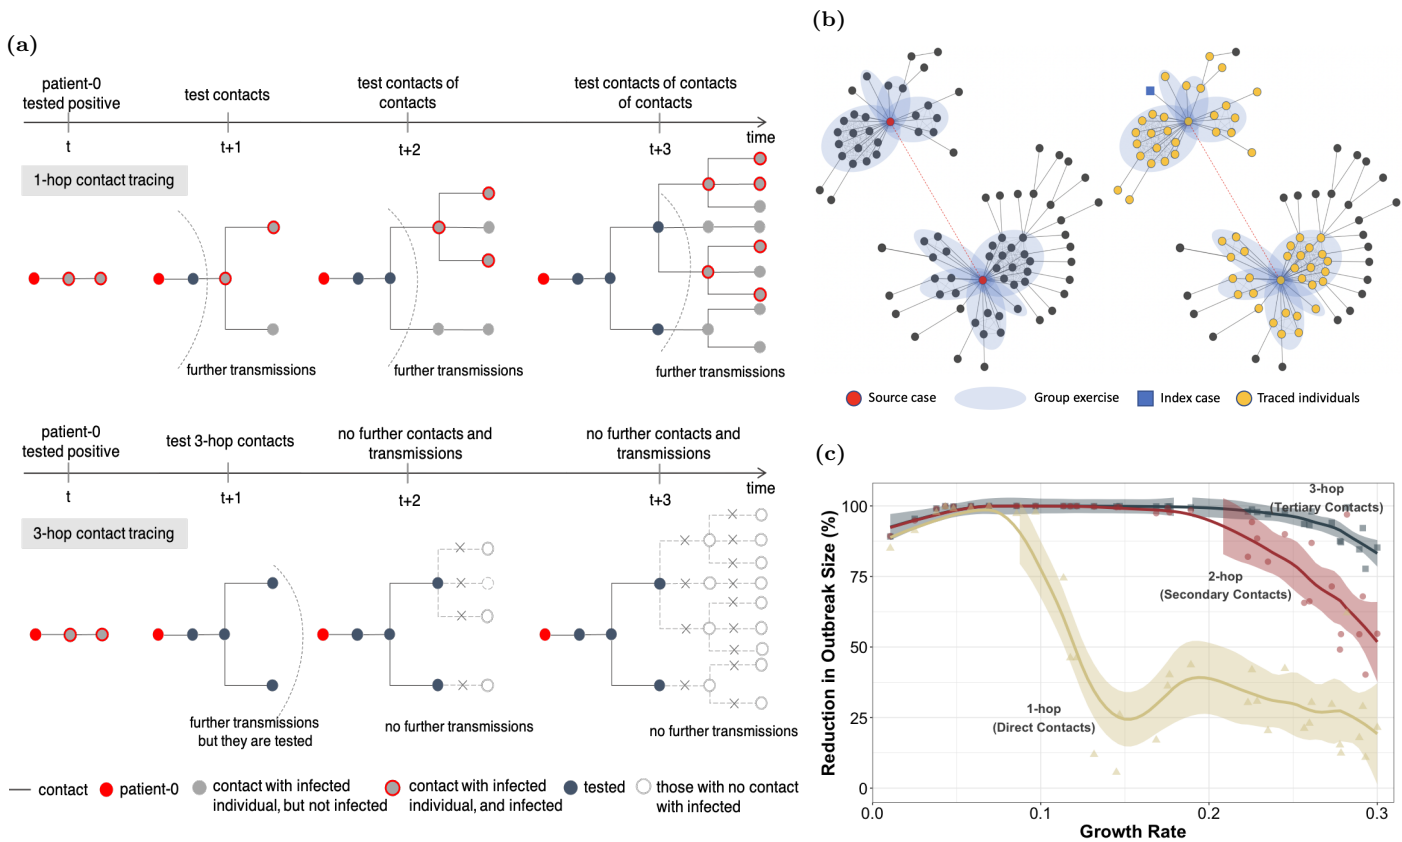 (a)
patient-0
tested positive
test contacts
test contacts of
contacts
test contacts of contacts
of contacts
time
t
t+1
t+2
t+3
1-hop contact tracing
further transmissions
further transmissions
further transmissions
patient-0
tested positive
test 3-hop contacts
no further contacts and
transmissions
no further contacts and
transmissions
time
t
t+1
t+2
t+3
3-hop contact tracing
further transmissions
but they are tested
no further transmissions
no further transmissions
contact
patient-0
contact with infected
individual, but not infected
contact with infected
individual, and infected
tested
those with no contact
with infected
(b)
Source case
Group exercise
Index case
Traced individuals
(c)
Reduction in Outbreak Size (%)
100
75
50
25
0
3-hop
(Tertiary Contacts)
2-hop
(Secondary Contacts)
1-hop
(Direct Contacts)
0.0
0.1
0.2
0.3
Growth Rate